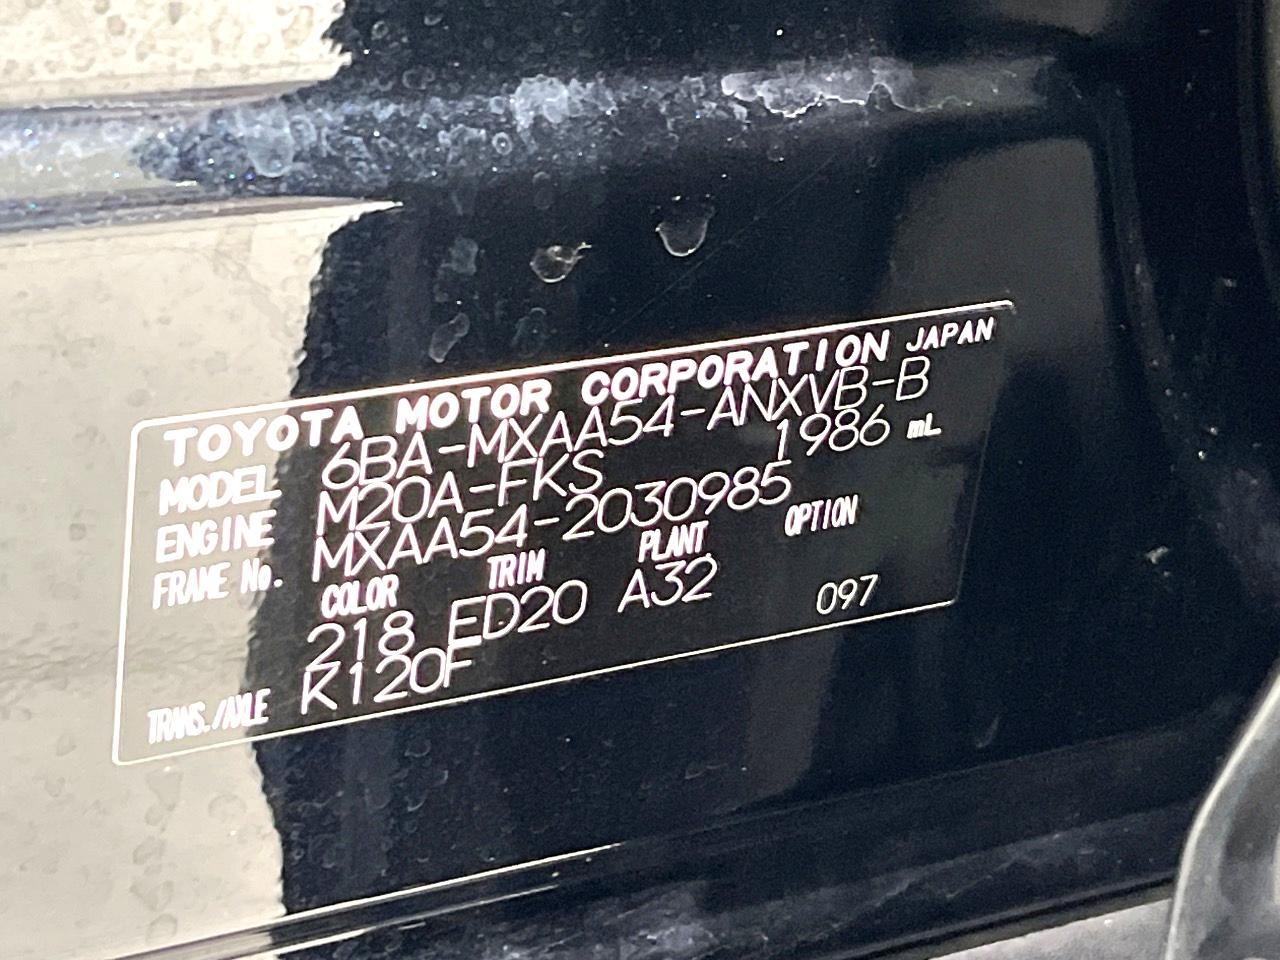 TOYOTA MOTOR CORPORATION JAPAN
MODEL 6BA-MXAA54-ANXVB-B
ENGINE M20A-FKS 1986 mL
FRAME No. MXAA54-2030985
COLOR TRIM PLANT OPTION
218 ED20 A32
TRANS./AXLE K120F 097